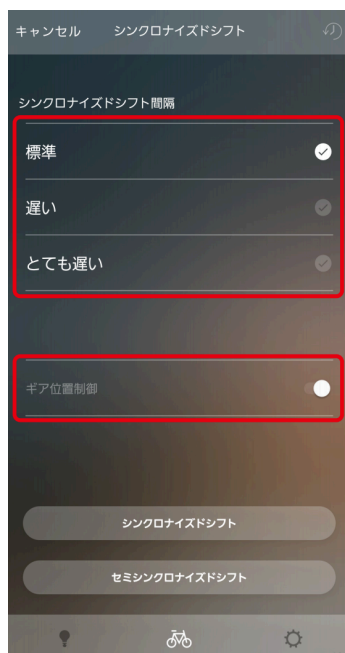 キャンセル シンクロナイズドシフト
シンクロナイズドシフト間隔
標準
遅い
とても遅い
ギア位置制御
シンクロナイズドシフト
セミシンクロナイズドシフト